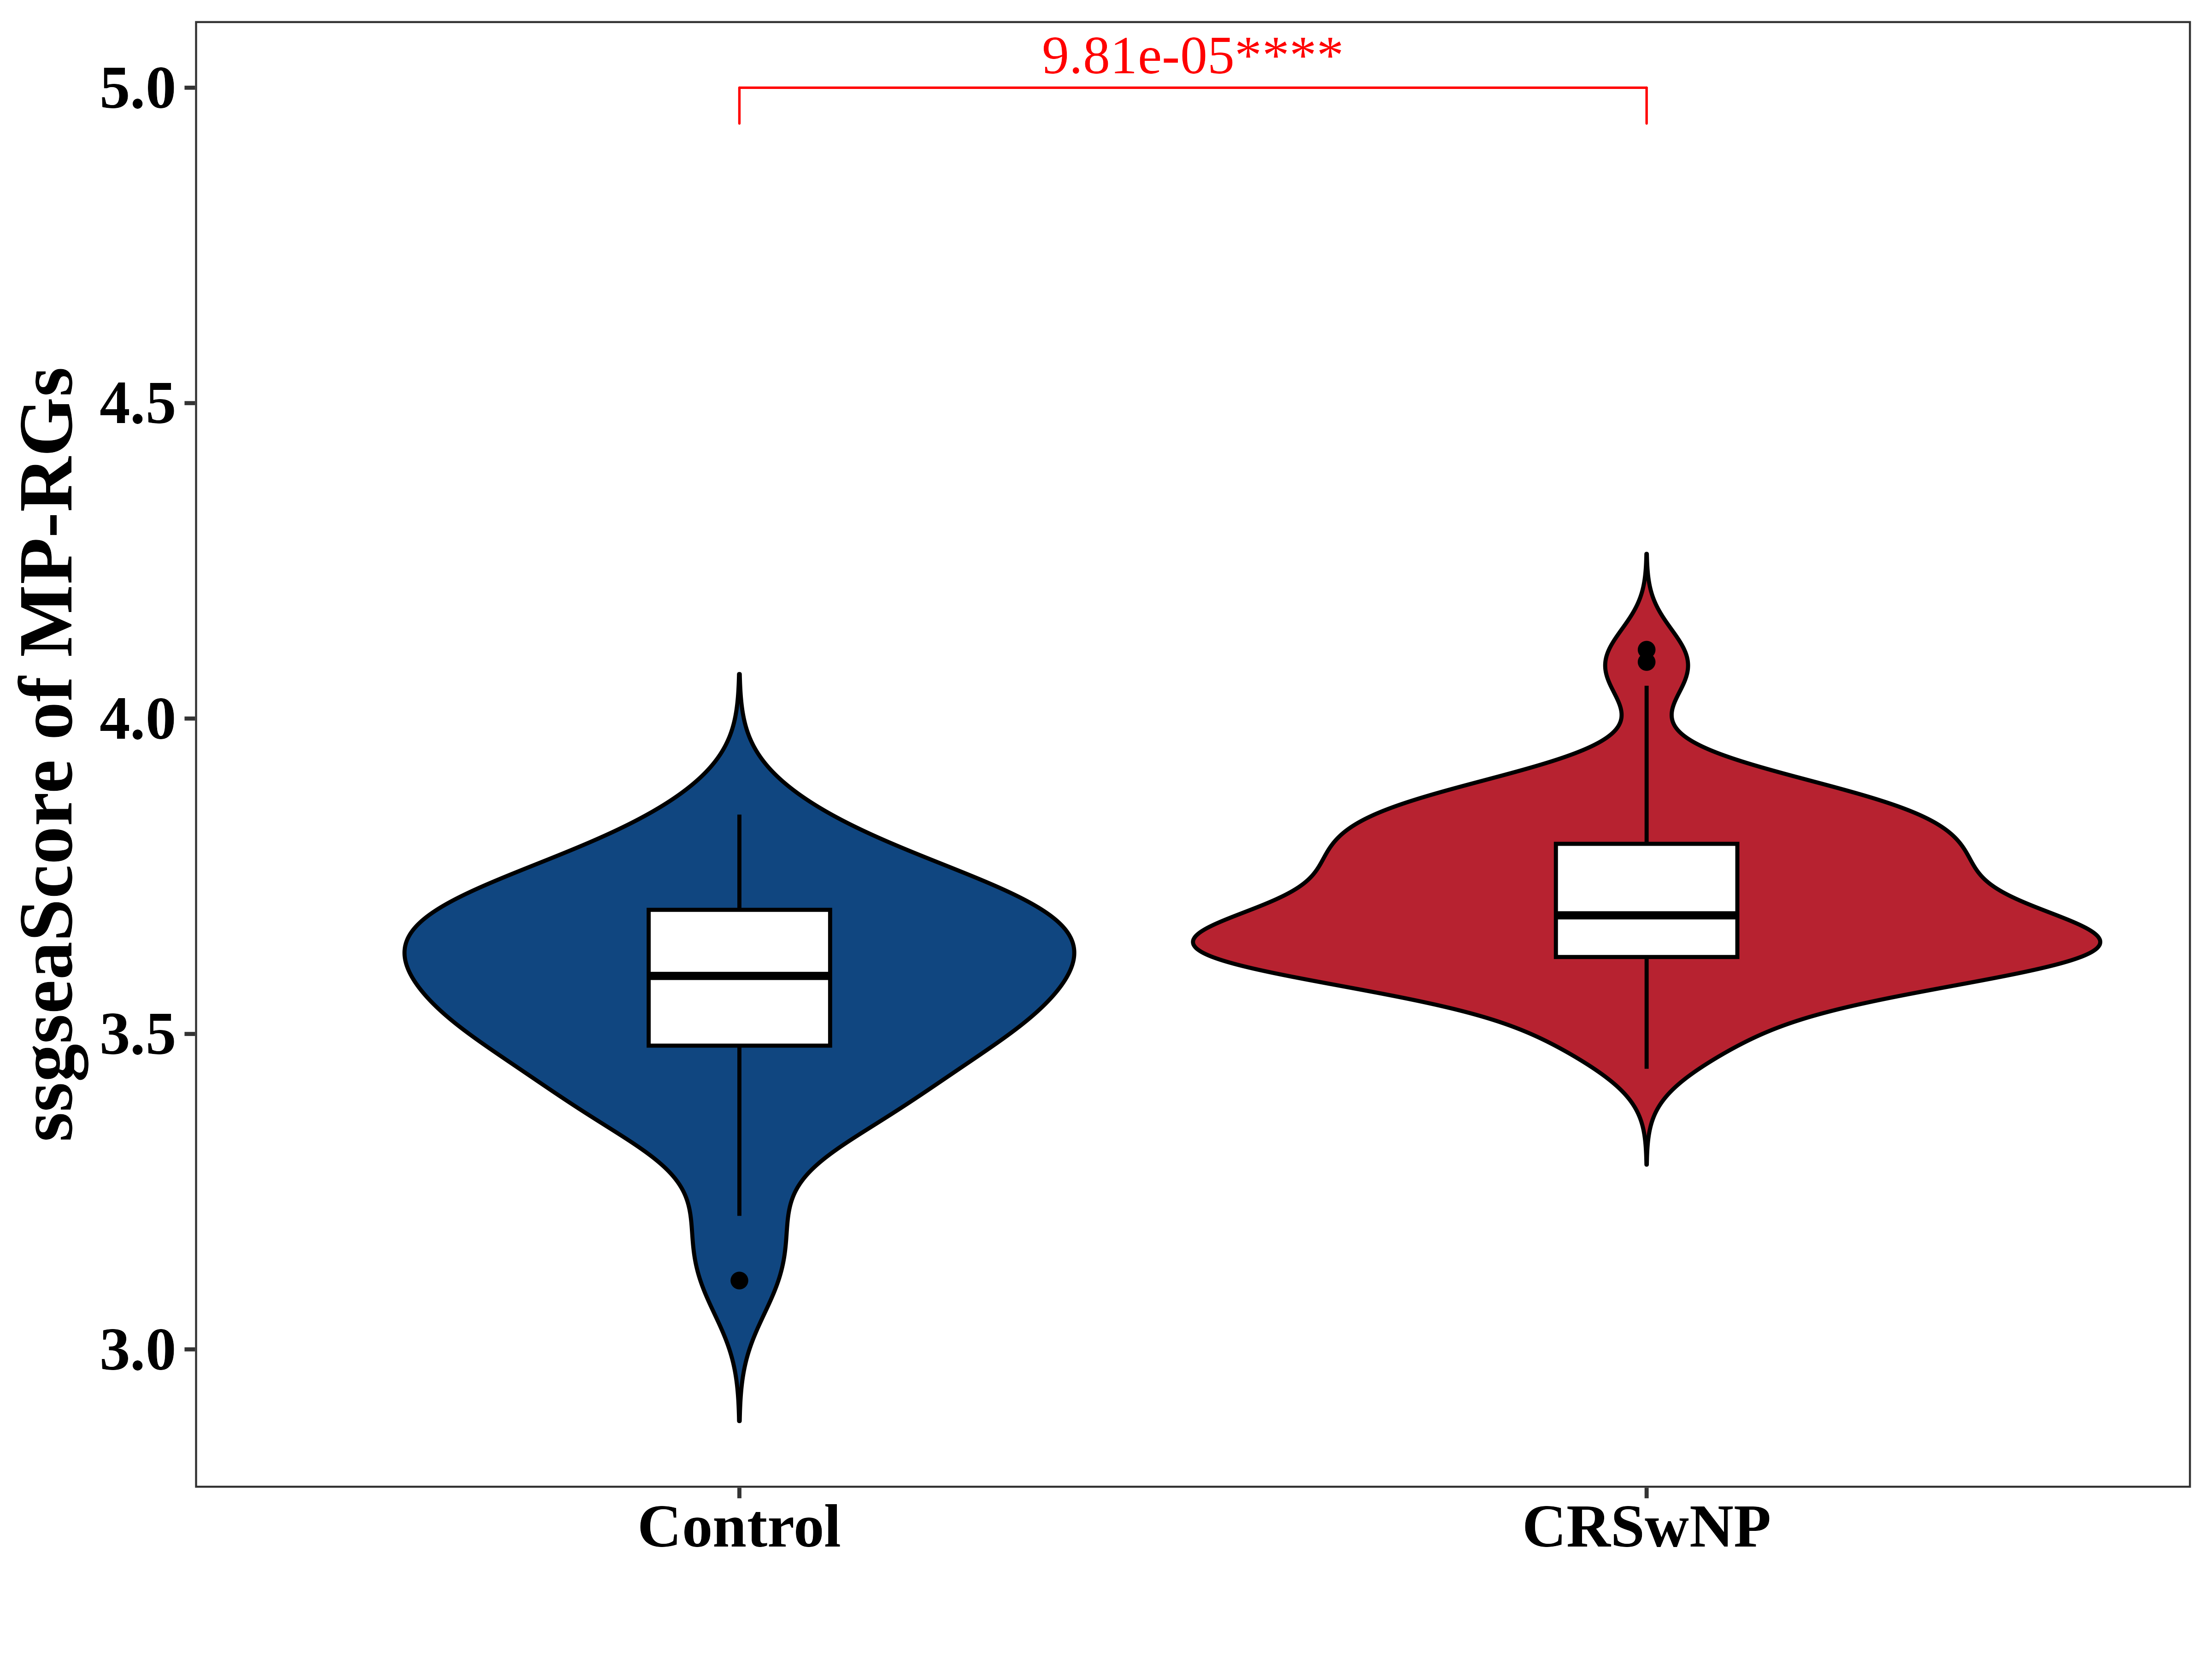 9.81e-05****
5.0
4.5
4.0
3.5
3.0
ssgseaScore of MP-RGs
Control
CRSwNP